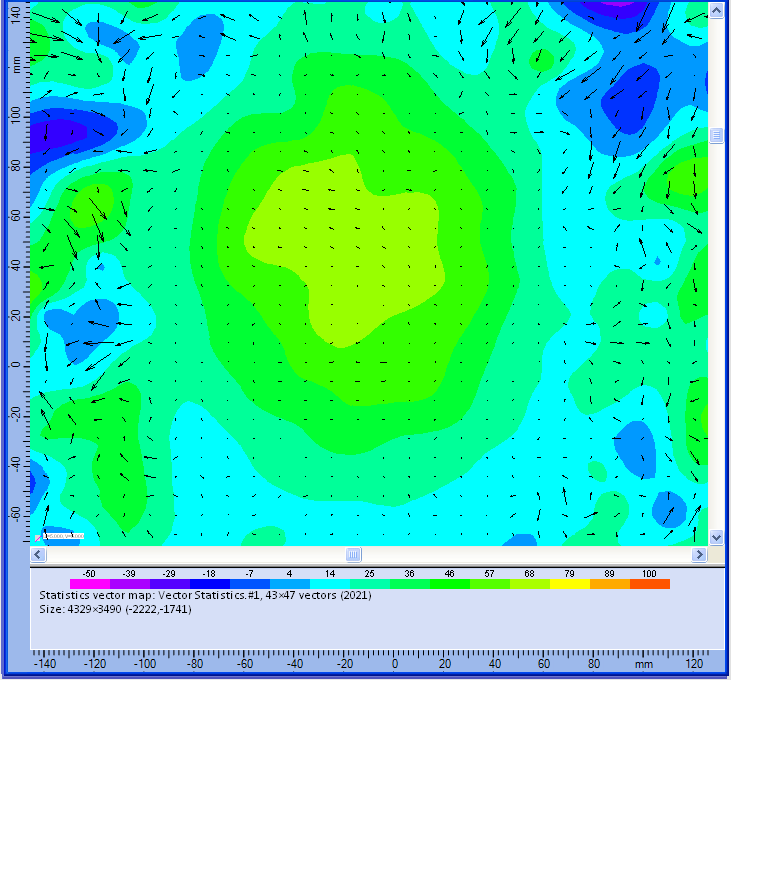 140
mm
100
80
60
40
20
0
-20
-40
-60
-50 -39 -29 -18 -7 4 14 25 36 46 57 68 79 89 100
Statistics vector map: Vector Statistics.#1, 43×47 vectors (2021)
Size: 4329×3490 (-2222,-1741)
-140 -120 -100 -80 -60 -40 -20 0 20 40 60 80 mm 120